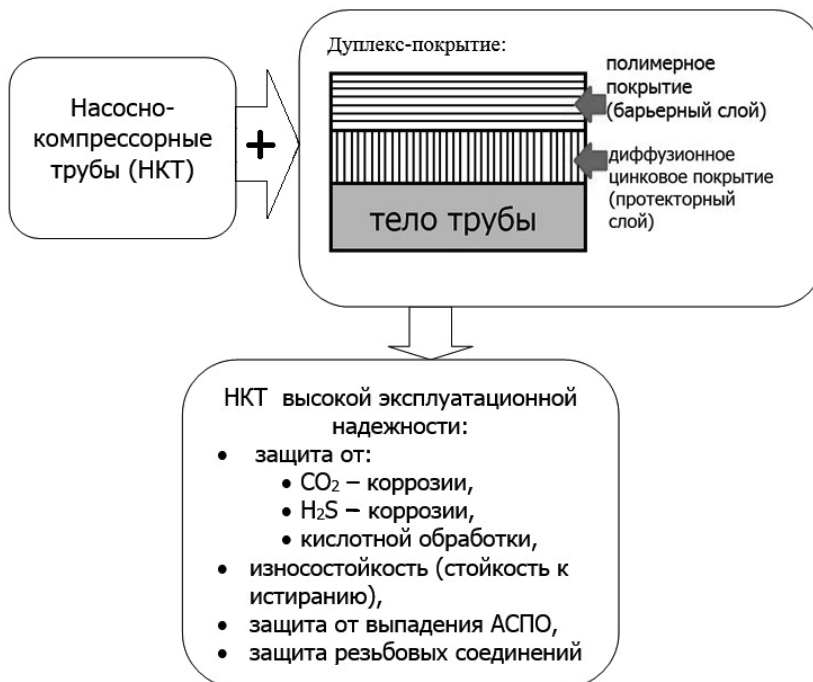 Дуплекс-покрытие:
Насосно-
компрессорные
трубы (НКТ)
+
полимерное
покрытие
(барьерный слой)
диффузионное
цинковое покрытие
(протекторный
слой)
тело трубы
НКТ высокой эксплуатационной
надежности:
• защита от:
• CO₂ – коррозии,
• H₂S – коррозии,
• кислотной обработки,
• износостойкость (стойкость к
истиранию),
• защита от выпадения АСПО,
• защита резьбовых соединений